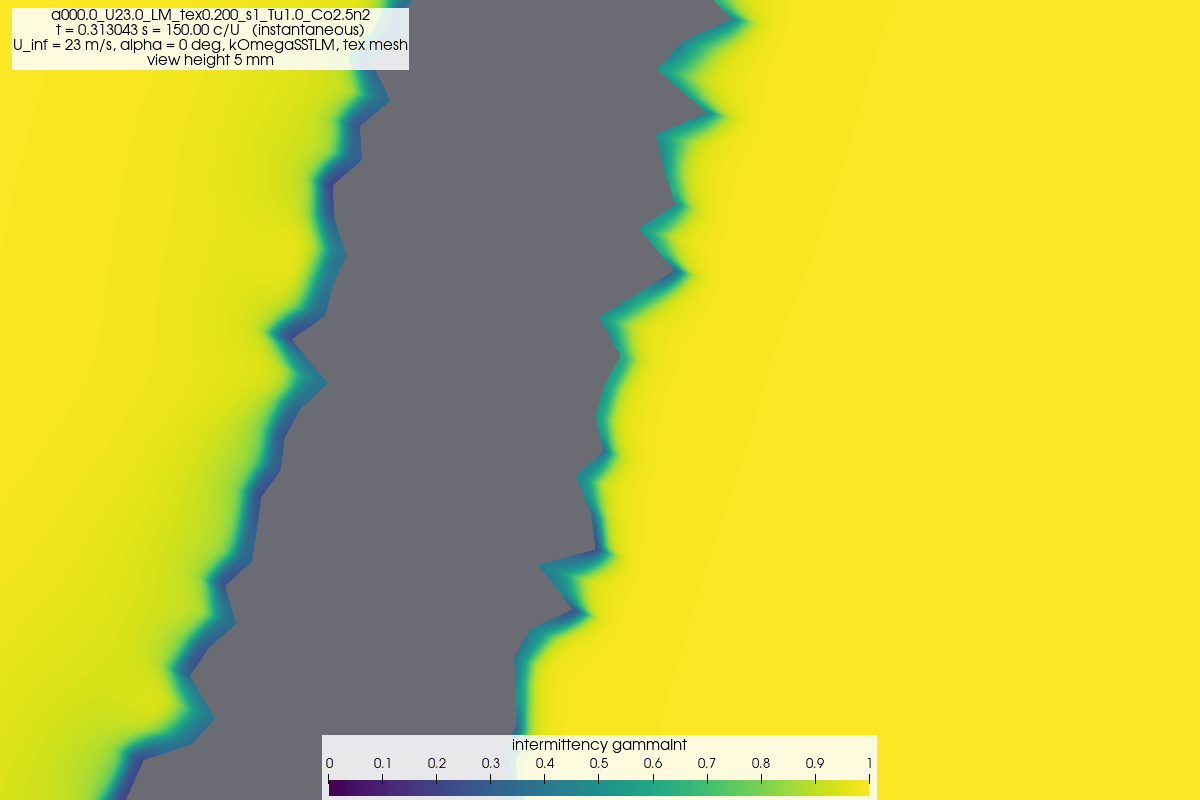 a000.0_U23.0_LM_tex0.200_s1_Tu1.0_Co2.5n2
t = 0.313043 s = 150.00 c/U (instantaneous)
U_inf = 23 m/s, alpha = 0 deg, kOmegaSSTLM, tex mesh
view height 5 mm
intermittency gammaInt
0 0.1 0.2 0.3 0.4 0.5 0.6 0.7 0.8 0.9 1